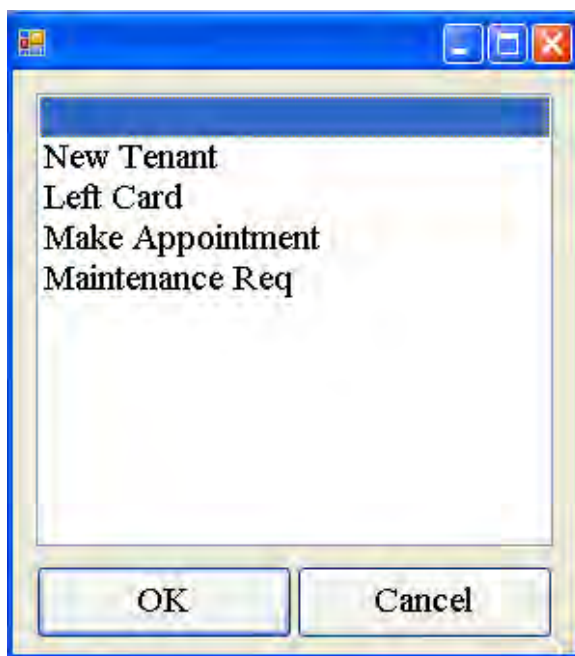 New Tenant
Left Card
Make Appointment
Maintenance Req
OK
Cancel